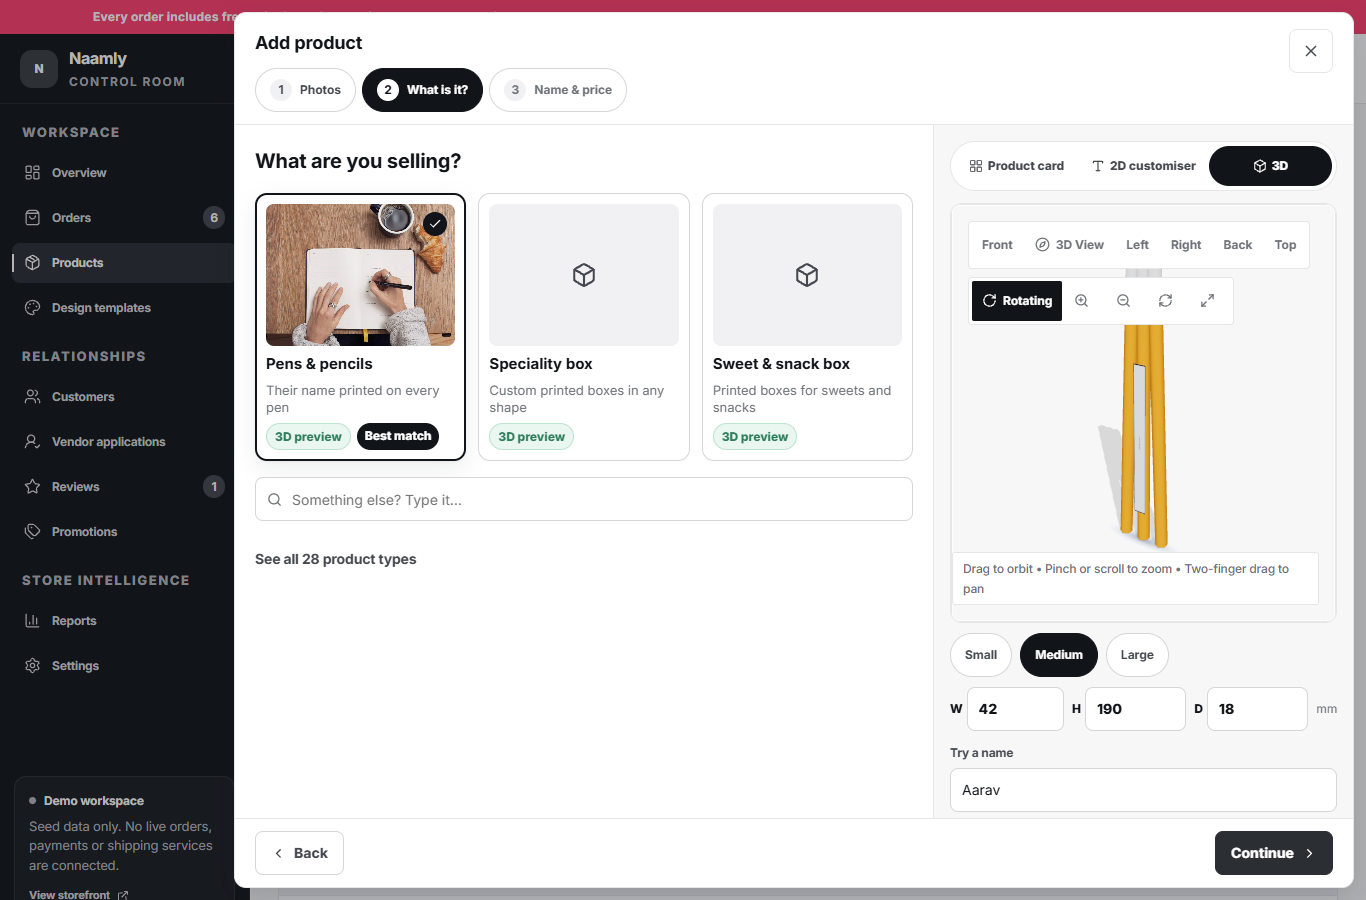 Every order includes fre
N
Naamly
CONTROL ROOM
WORKSPACE
Overview
Orders
6
Products
Design templates
RELATIONSHIPS
Customers
Vendor applications
Reviews
1
Promotions
STORE INTELLIGENCE
Reports
Settings
Demo workspace
Seed data only. No live orders,
payments or shipping services
are connected.
View storefront
Add product
1 Photos
2 What is it?
3 Name & price
What are you selling?
Pens & pencils
Their name printed on every
pen
3D preview
Best match
Speciality box
Custom printed boxes in any
shape
3D preview
Sweet & snack box
Printed boxes for sweets and
snacks
3D preview
Something else? Type it...
See all 28 product types
Back
Product card
2D customiser
3D
Front
3D View
Left
Right
Back
Top
Rotating
Drag to orbit • Pinch or scroll to zoom • Two-finger drag to
pan
Small
Medium
Large
W 42 H 190 D 18 mm
Try a name
Aarav
Continue